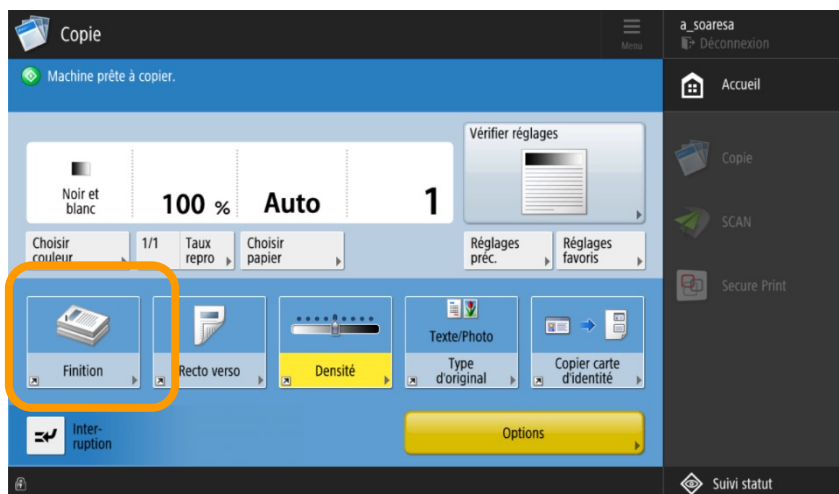 Copie
Menu
a_soaresa
Déconnexion
Machine prête à copier.
Accueil
Vérifier réglages
Noir et
blanc
100 %
Auto
1
Copie
SCAN
Secure Print
Choisir
couleur
1/1
Taux
repro
Choisir
papier
Réglages
préc.
Réglages
favoris
Finition
Recto verso
Densité
Texte/Photo
Type
d'original
Copier carte
d'identité
Inter-
ruption
Options
Suivi statut